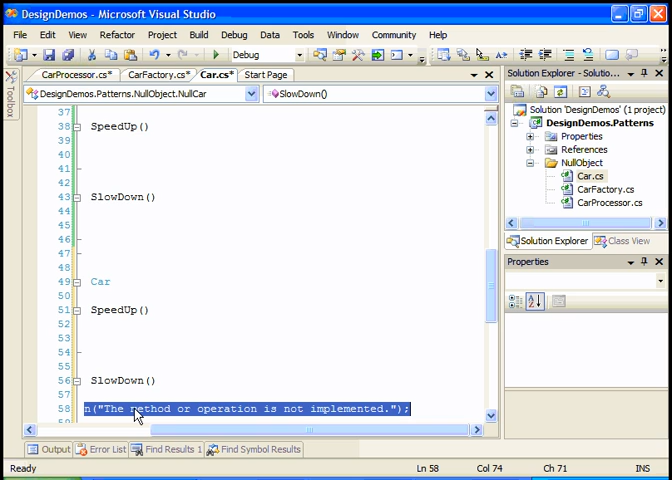 DesignDemos - Microsoft Visual Studio
File Edit View Refactor Project Build Debug Data Tools Window Community Help
Debug
CarProcessor.cs* CarFactory.cs* Car.cs* Start Page
DesignDemos.Patterns.NullObject.NullCar SlowDown()
Toolbox
37
38 SpeedUp()
39
40
41
42
43 SlowDown()
44
45
46
47
48
49 Car
50
51 SpeedUp()
52
53
54
55
56 SlowDown()
57
58 n("The method or operation is not implemented.");
Solution Explorer - Solutio...
Solution 'DesignDemos' (1 project)
DesignDemos.Patterns
Properties
References
NullObject
Car.cs
CarFactory.cs
CarProcessor.cs
Solution Explorer Class View
Properties
Output Error List Find Results 1 Find Symbol Results
Ready Ln 58 Col 74 Ch 71 INS